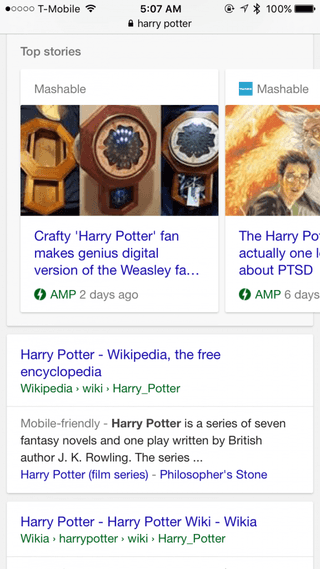 T-Mobile 5:07 AM 100%
harry potter
Top stories
Mashable
Crafty 'Harry Potter' fan
makes genius digital
version of the Weasley fa...
AMP 2 days ago
Mashable
The Harry Po
actually one l
about PTSD
AMP 6 days
Harry Potter - Wikipedia, the free
encyclopedia
Wikipedia › wiki › Harry_Potter
Mobile-friendly - Harry Potter is a series of seven
fantasy novels and one play written by British
author J. K. Rowling. The series ...
Harry Potter (film series) - Philosopher's Stone
Harry Potter - Harry Potter Wiki - Wikia
Wikia › harrypotter › wiki › Harry_Potter